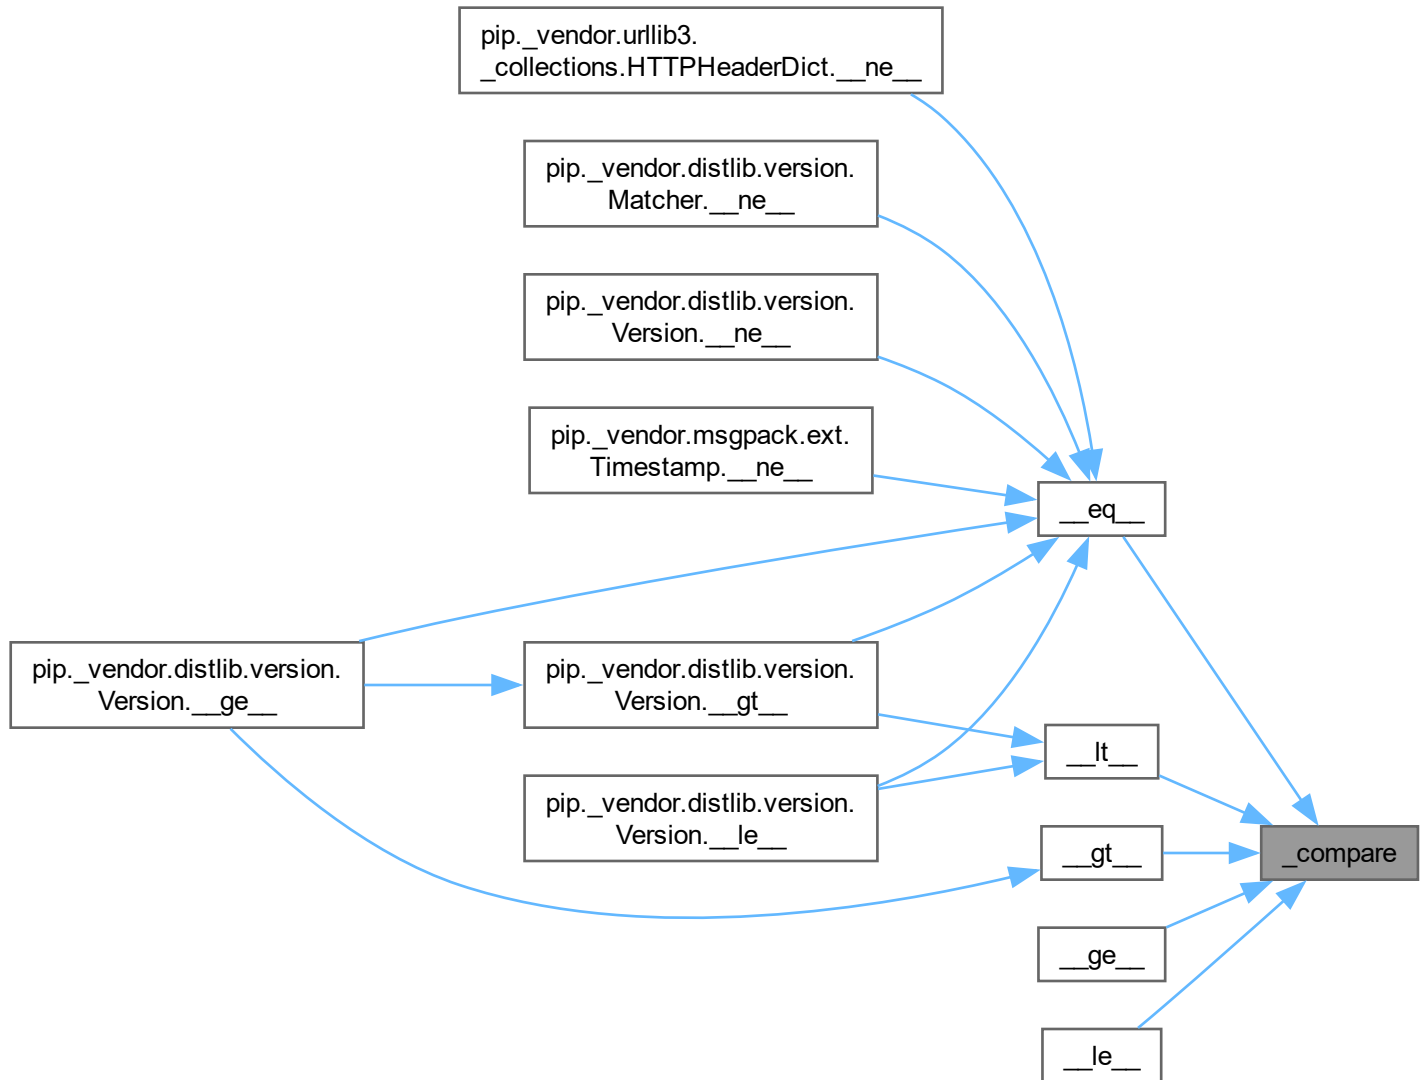 pip._vendor.urllib3.
_collections.HTTPHeaderDict.__ne__
pip._vendor.distlib.version.
Matcher.__ne__
pip._vendor.distlib.version.
Version.__ne__
pip._vendor.msgpack.ext.
Timestamp.__ne__
__eq__
pip._vendor.distlib.version.
Version.__ge__
pip._vendor.distlib.version.
Version.__gt__
__lt__
pip._vendor.distlib.version.
Version.__le__
__gt__
_compare
__ge__
__le__